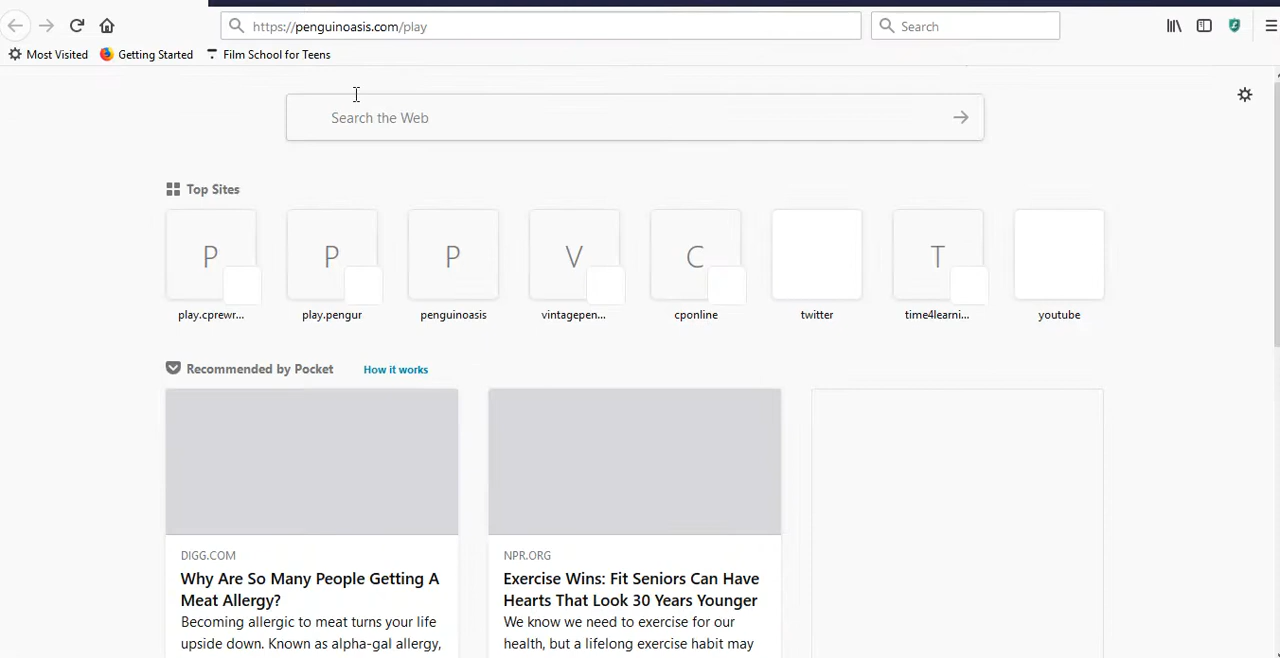 https://penguinoasis.com/play
Search
Most Visited
Getting Started
Film School for Teens
Search the Web
Top Sites
P
P
P
V
C
T
play.cprewr...
play.pengur
penguinoasis
vintagepen...
cponline
twitter
time4learni...
youtube
Recommended by Pocket
How it works
DIGG.COM
Why Are So Many People Getting A
Meat Allergy?
Becoming allergic to meat turns your life
upside down. Known as alpha-gal allergy,
NPR.ORG
Exercise Wins: Fit Seniors Can Have
Hearts That Look 30 Years Younger
We know we need to exercise for our
health, but a lifelong exercise habit may